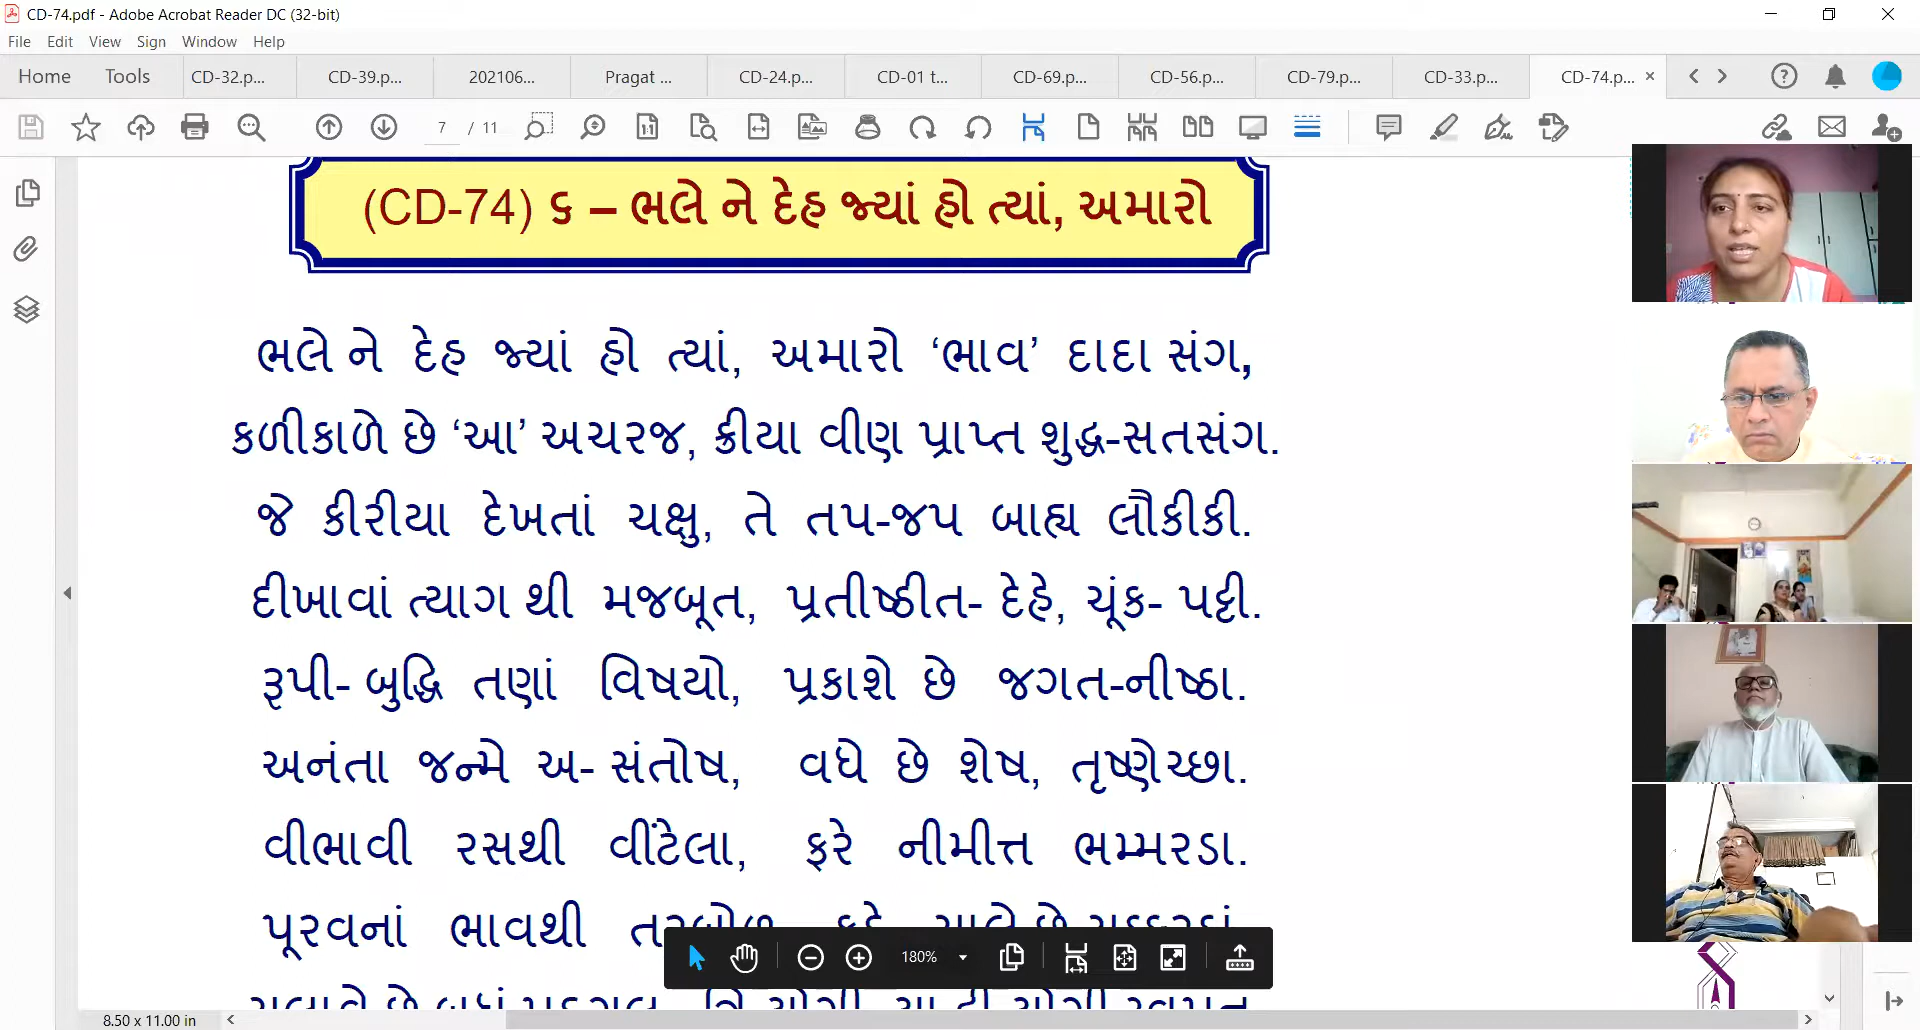 CD-74.pdf - Adobe Acrobat Reader DC (32-bit)
File Edit View Sign Window Help
Home Tools CD-32.p... CD-39.p... 202106... Pragat ... CD-24.p... CD-01 t... CD-69.p... CD-56.p... CD-79.p... CD-33.p... CD-74.p...
7 / 11
(CD-74) ૬ – ભલે ને દેહ જ્યાં હો ત્યાં, અમારો
ભલે ને દેહ જ્યાં હો ત્યાં, અમારો ‘ભાવ’ દાદા સંગ,
કળીકાળે છે ‘આ’ અચરજ, ક્રીયા વીણ પ્રાપ્ત શુદ્ધ-સતસંગ.
જે કીરીયા દેખતાં ચક્ષુ, તે તપ-જપ બાહ્ય લૌકીકી.
દીખાવાં ત્યાગ થી મજબૂત, પ્રતીષ્ઠીત- દેહે, ચૂંક- પટ્ટી.
રૂપી- બુદ્ધિ તણાં વિષયો, પ્રકાશે છે જગત-નીષ્ઠા.
અનંતા જન્મે અ- સંતોષ, વધે છે શેષ, તૃષ્ણેચ્છા.
વીભાવી રસથી વીંટેલા, ફરે નીમીત્ત ભમ્મરડા.
પૂરવનાં ભાવથી
180%
8.50 x 11.00 in